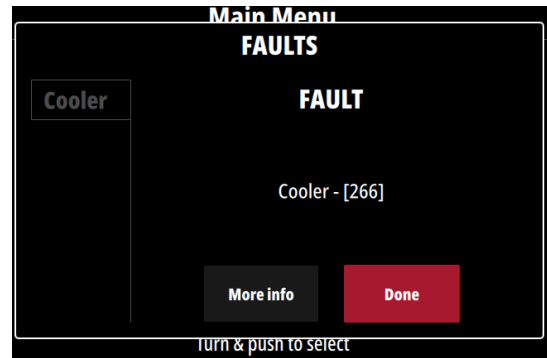 Main Menu
FAULTS
Cooler
FAULT
Cooler - [266]
More info
Done
Turn & push to select